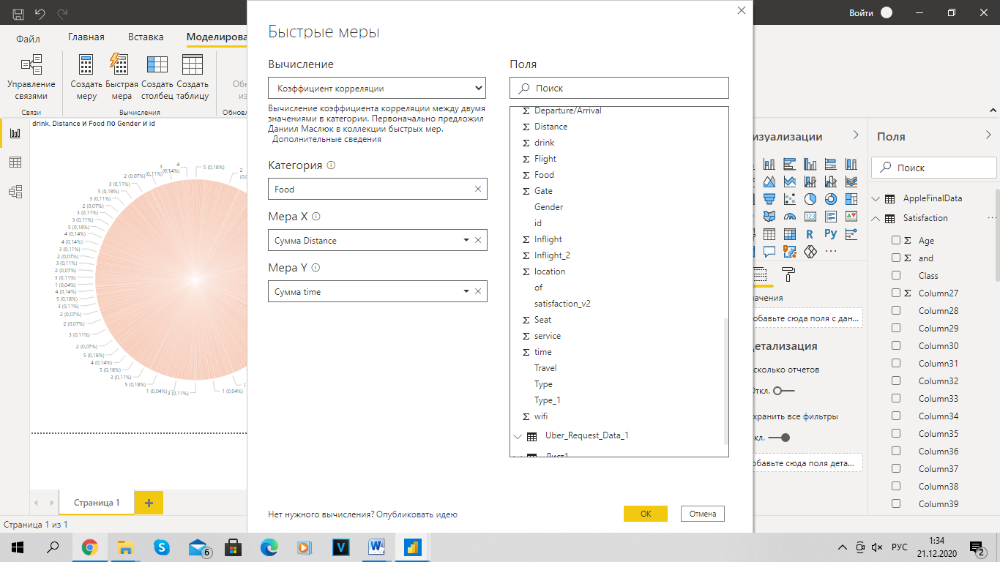 Войти
Файл
Главная
Вставка
Моделирова
Управление связями
Создать меру
Быстрая мера
Создать столбец
Создать таблицу
Связи
Вычисления
drink, Distance и Food по Gender и id
4
3 (0,14%)
(0,11%)
2 (0,07%)
5 (0,18%)
2
3 (0,11%)
5 (0,18%)
3 (0,11%)
2 (0,07%)
3 (0,11%)
3 (0,11%)
5 (0,18%)
4 (0,14%)
4 (0,14%)
3 (0,11%)
2 (0,07%)
3 (0,11%)
2 (0,07%)
3 (0,11%)
1 (0,04%)
4 (0,14%)
5 (0,18%)
3 (0,11%)
2 (0,07%)
2 (0,07%)
3 (0,11%)
2 (0,07%)
5 (0,18%)
4 (0,14%)
5 (0,18%)
3 (0,11%)
5 (0,18%)
1 (0,04%)
3 (0,11%)
1 (0,04%)
Страница 1
Страница 1 из 1
Быстрые меры
Вычисление
Коэффициент корреляции
Вычисление коэффициента корреляции между двумя
значениями в категории. Первоначально предложил
Даниил Маслюк в коллекции быстрых мер.
Дополнительные сведения
Категория
Food
Мера X
Сумма Distance
Мера Y
Сумма time
Нет нужного вычисления? Опубликовать идею
Поля
Поиск
Departure/Arrival
Distance
drink
Flight
Food
Gate
Gender
id
Inflight
Inflight_2
location
of
satisfaction_v2
Seat
service
time
Travel
Type
Type_1
wifi
Uber_Request_Data_1
Лист1
ОК
Отмена
изуализации
R
Py
начения
обавьте сюда поля с дан...
етализация
сколько отчетов
Откл.
хранить все фильтры
кл.
обавьте сюда поля дета...
Поля
Поиск
AppleFinalData
Satisfaction
Age
and
Class
Column27
Column28
Column29
Column30
Column31
Column32
Column33
Column34
Column35
Column36
Column37
Column38
Column39
6
РУС
1:34
21.12.2020
2